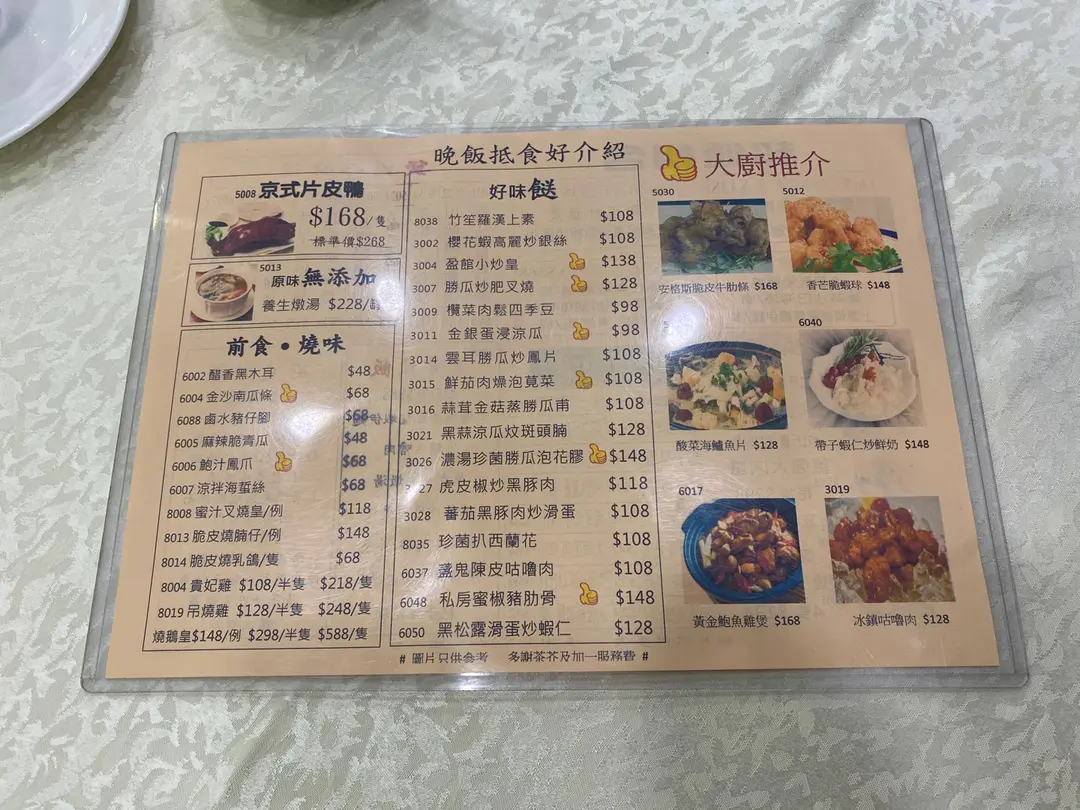 晚飯抵食好介紹
5008 京式片皮鴨
$168/隻
標準價$268
5013
原味 無添加
養生燉湯 $228/
前食•燒味
6002 醋香黑木耳 $48
6004 金沙南瓜條 $68
6088 鹵水豬仔腳 $68
6005 麻辣脆青瓜 $48
6006 鮑汁鳳爪 $68
6007 涼拌海蜇絲 $68
8008 蜜汁叉燒皇/例 $118
8013 脆皮燒腩仔/例 $148
8014 脆皮燒乳鴿/隻 $68
8004 貴妃雞 $108/半隻 $218/隻
8019 吊燒雞 $128/半隻 $248/隻
燒鵝皇$148/例 $298/半隻 $588/隻
好味餸
8038 竹笙羅漢上素 $108
3002 櫻花蝦高麗炒銀絲 $108
3004 盈館小炒皇 $138
3007 勝瓜炒肥叉燒 $128
3009 欖菜肉鬆四季豆 $98
3011 金銀蛋浸涼瓜 $98
3014 雲耳勝瓜炒鳳片 $108
3015 鮮茄肉燥泡莧菜 $108
3016 蒜茸金菇蒸勝瓜甫 $108
3021 黑蒜涼瓜炆斑頭腩 $128
3026 濃湯珍菌勝瓜泡花膠 $148
3027 虎皮椒炒黑豚肉 $118
3028 蕃茄黑豚肉炒滑蛋 $108
8035 珍菌扒西蘭花 $108
6037 盞鬼陳皮咕嚕肉 $108
6048 私房蜜椒豬肋骨 $148
6050 黑松露滑蛋炒蝦仁 $128
# 圖片只供參考 多謝茶芥及加一服務費 #
大廚推介
5030
安格斯脆皮牛肋條 $168
5012
香芒脆蝦球 $148
酸菜海鱸魚片 $128
6040
帶子蝦仁炒鮮奶 $148
6017
黃金鮑魚雞煲 $168
3019
冰鎮咕嚕肉 $128